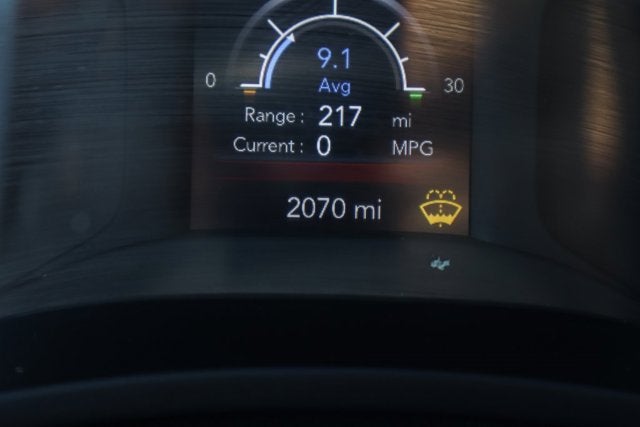 9.1
Avg
0 30
Range : 217 mi
Current : 0 MPG
2070 mi